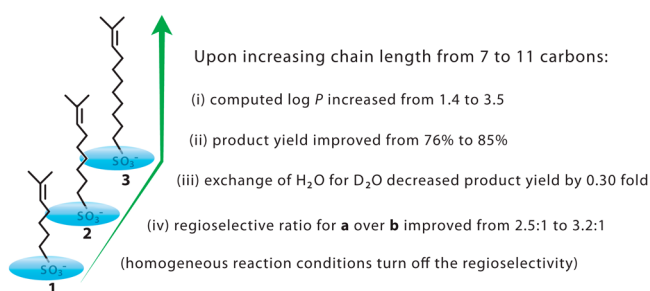 Upon increasing chain length from 7 to 11 carbons:
(i) computed log P increased from 1.4 to 3.5
(ii) product yield improved from 76% to 85%
(iii) exchange of H₂O for D₂O decreased product yield by 0.30 fold
(iv) regioselective ratio for a over b improved from 2.5:1 to 3.2:1
(homogeneous reaction conditions turn off the regioselectivity)
SO₃⁻
3
SO₃⁻
2
SO₃⁻
1